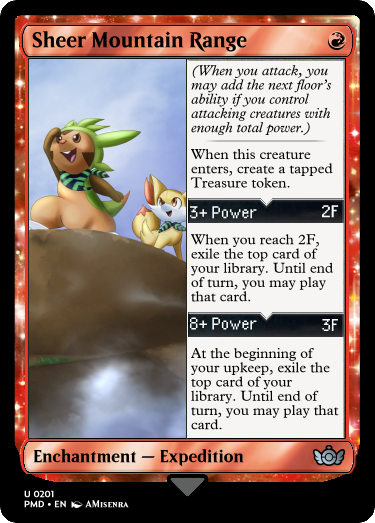 Sheer Mountain Range
(When you attack, you
may add the next floor's
ability if you control
attacking creatures with
enough total power.)
When this creature
enters, create a tapped
Treasure token.
3+ Power 2F
When you reach 2F,
exile the top card of
your library. Until end
of turn, you may play
that card.
8+ Power 3F
At the beginning of
your upkeep, exile the
top card of your
library. Until end of
turn, you may play that
card.
Enchantment — Expedition
U 0201
PMD • EN AMisenra